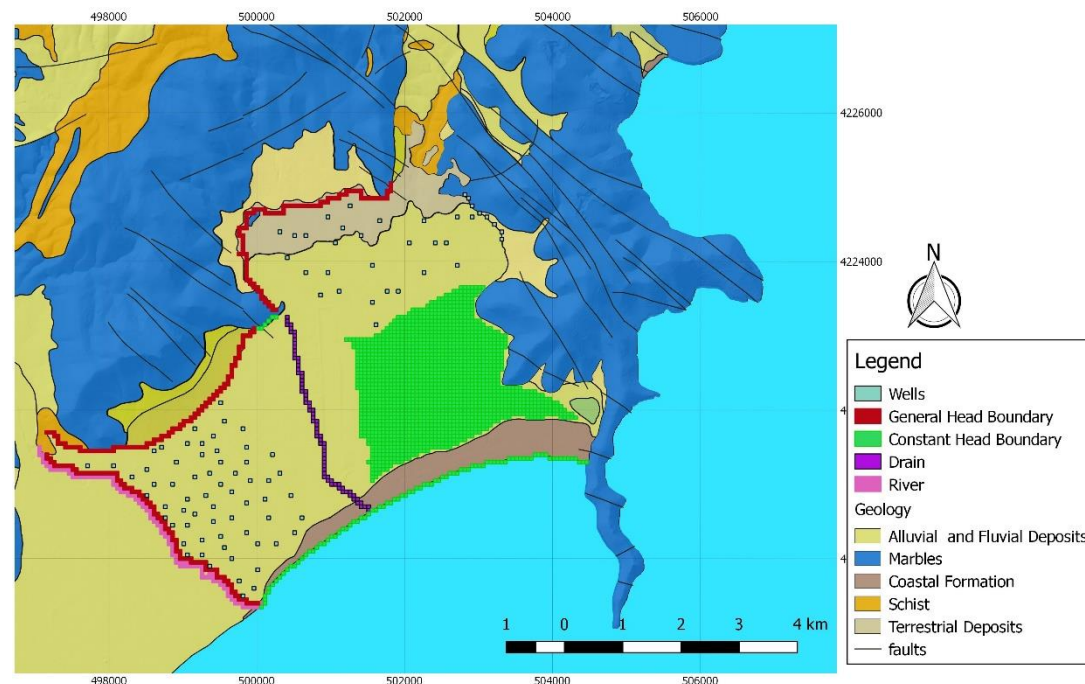 498000 500000 502000 504000 506000
4226000
4224000
4
4
N
Legend
Wells
General Head Boundary
Constant Head Boundary
Drain
River
Geology
Alluvial and Fluvial Deposits
Marbles
Coastal Formation
Schist
Terrestrial Deposits
faults
1 0 1 2 3 4 km
498000 500000 502000 504000 506000